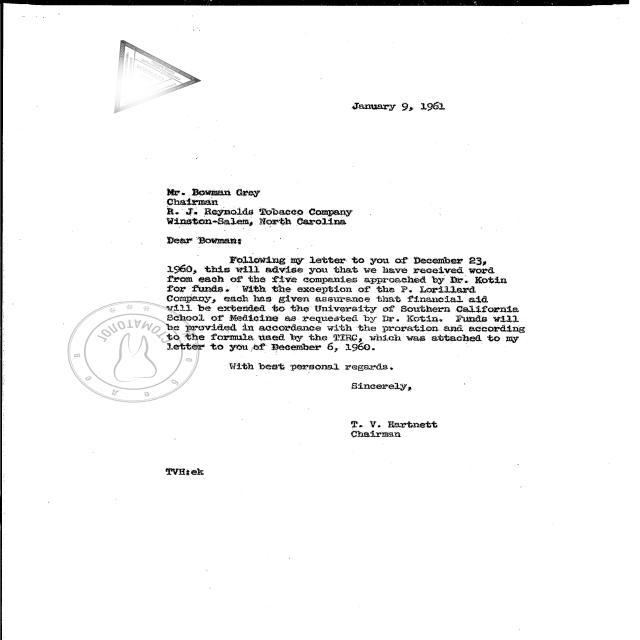 January 9, 1961
Mr. Bowman Gray
Chairman
R. J. Reynolds Tobacco Company
Winston-Salem, North Carolina
Dear Bowman:
Following my letter to you of December 23,
1960, this will advise you that we have received word
from each of the five companies approached by Dr. Kotin
for funds. With the exception of the P. Lorillard
Company, each has given assurance that financial aid
will be extended to the University of Southern California
School of Medicine as requested by Dr. Kotin. Funds will
be provided in accordance with the proration and according
to the formula used by the TIRC, which was attached to my
letter to you of December 6, 1960.
With best personal regards.
Sincerely,
T. V. Hartnett
Chairman
TVH:ek